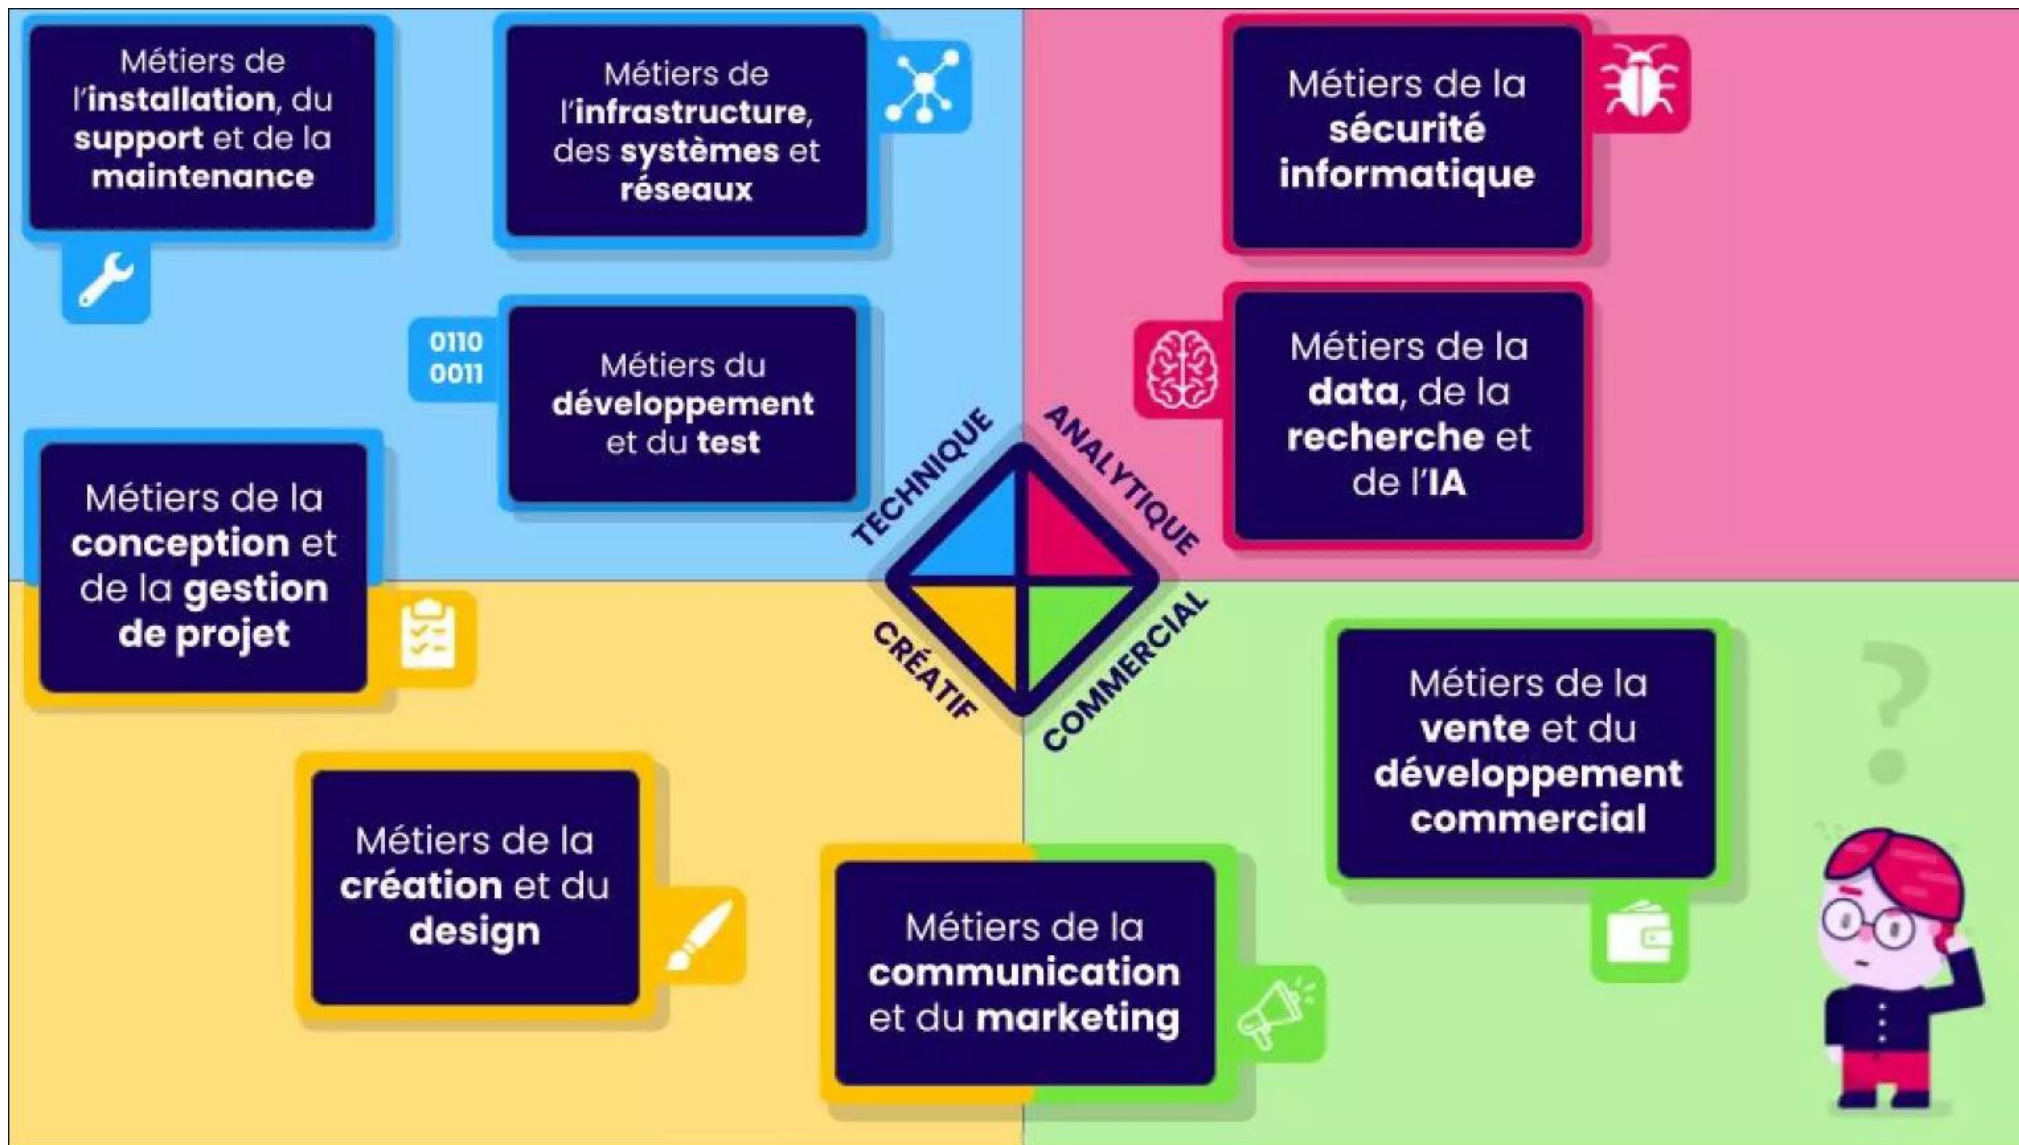 Métiers de
l'installation, du
support et de la
maintenance
Métiers de
l'infrastructure,
des systèmes et
réseaux
Métiers de la
sécurité
informatique
0110
0011
Métiers du
développement
et du test
Métiers de la
data, de la
recherche et
de l'IA
Métiers de la
conception et
de la gestion
de projet
TECHNIQUE
ANALYTIQUE
CRÉATIF
COMMERCIAL
Métiers de la
vente et du
développement
commercial
?
Métiers de la
création et du
design
Métiers de la
communication
et du marketing